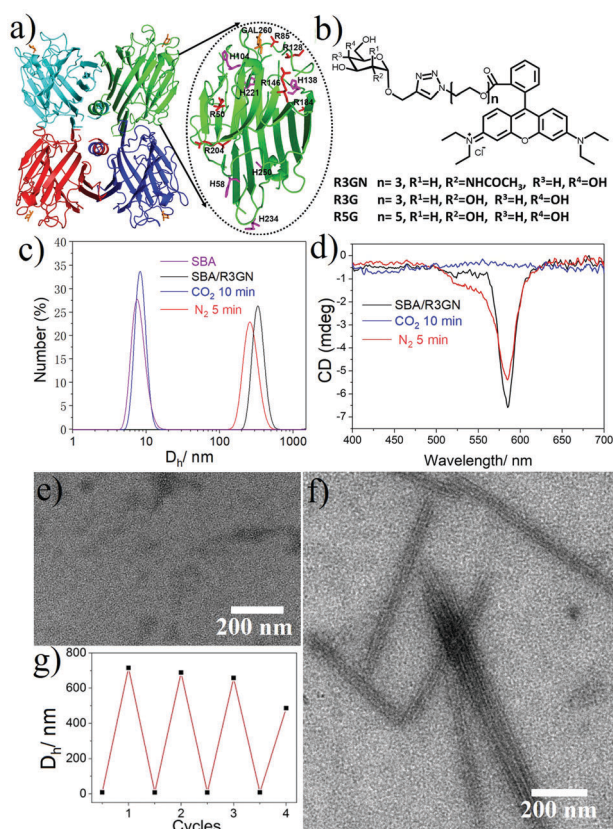 a)
GAL260
R85
R128
H104
R146
H138
H221
R184
R50
R204
H250
H58
H234
b)
OH
R³ R⁴
HO
R¹
R²
O
N=N
N
O n
O
N⁺
Cl⁻
O
N
R3GN n= 3, R¹=H, R²=NHCOCH₃, R³=H, R⁴=OH
R3G n= 3, R¹=H, R²=OH, R³=H, R⁴=OH
R5G n= 5, R¹=H, R²=OH, R³=H, R⁴=OH
c)
SBA
SBA/R3GN
CO₂ 10 min
N₂ 5 min
40
35
30
25
20
15
10
5
0
Number (%)
1 10 100 1000
Dₕ/ nm
d)
SBA/R3GN
CO₂ 10 min
N₂ 5 min
1
0
-1
-2
-3
-4
-5
-6
-7
CD (mdeg)
400 450 500 550 600 650 700
Wavelength/ nm
e)
200 nm
f)
200 nm
g)
800
600
400
200
0
Dₕ/ nm
1 2 3 4
Cycles